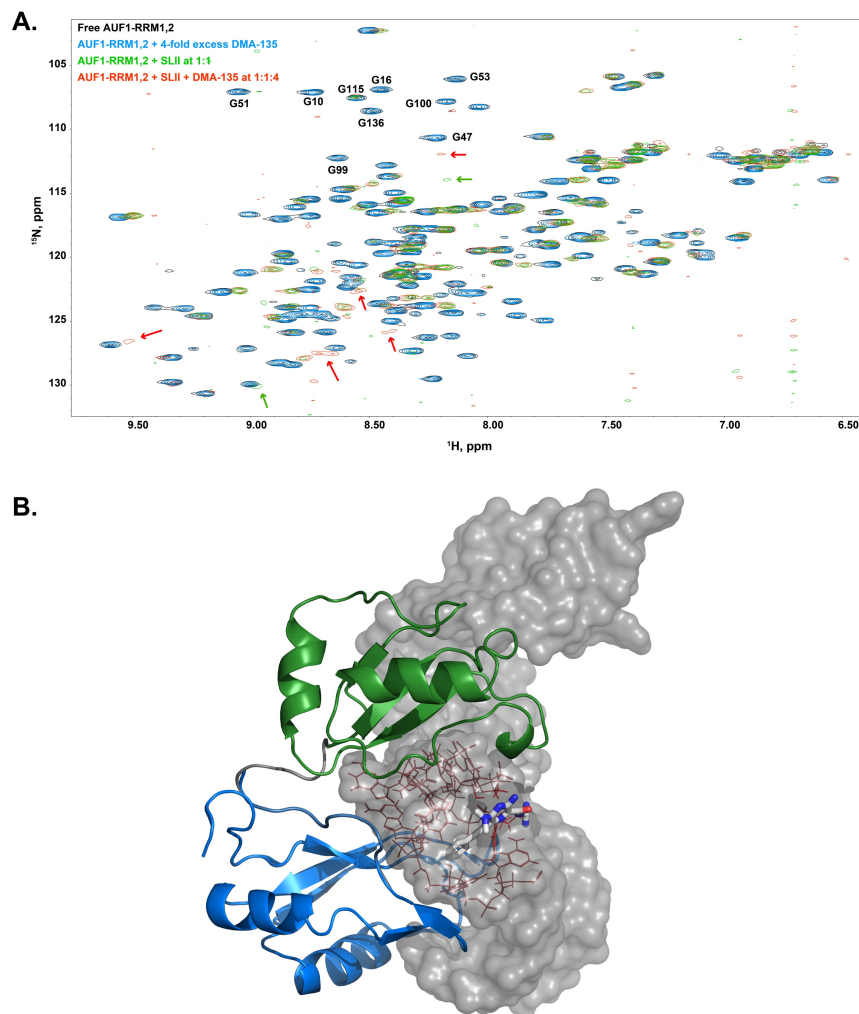 A.
Free AUF1-RRM1,2
AUF1-RRM1,2 + 4-fold excess DMA-135
AUF1-RRM1,2 + SLII at 1:1
AUF1-RRM1,2 + SLII + DMA-135 at 1:1:4
G51
G10
G115
G16
G136
G100
G53
G47
G99
105
110
115
120
125
130
15N, ppm
9.50
9.00
8.50
8.00
7.50
7.00
6.50
1H, ppm
B.